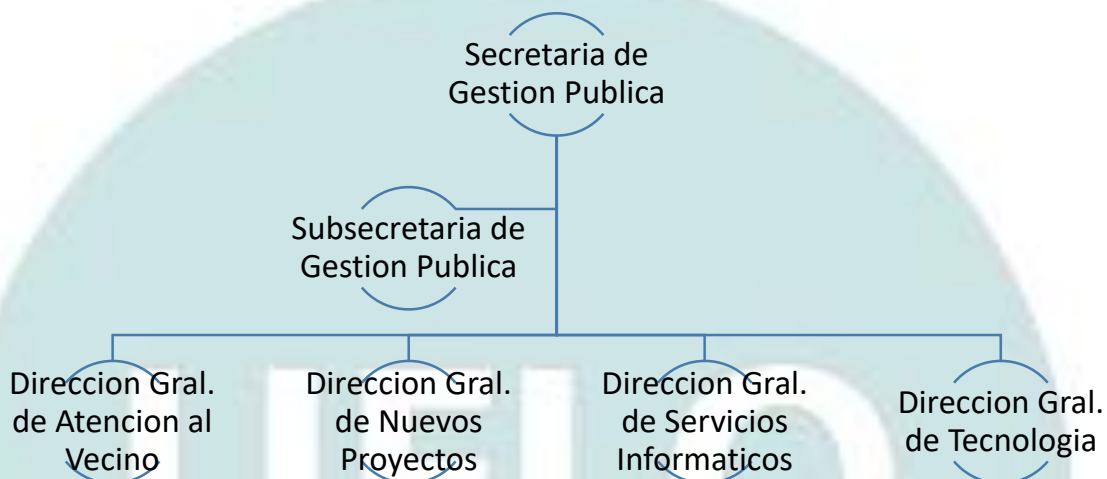 Secretaria de
Gestion Publica
Subsecretaria de
Gestion Publica
Direccion Gral.
de Atencion al
Vecino
Direccion Gral.
de Nuevos
Proyectos
Direccion Gral.
de Servicios
Informaticos
Direccion Gral.
de Tecnologia